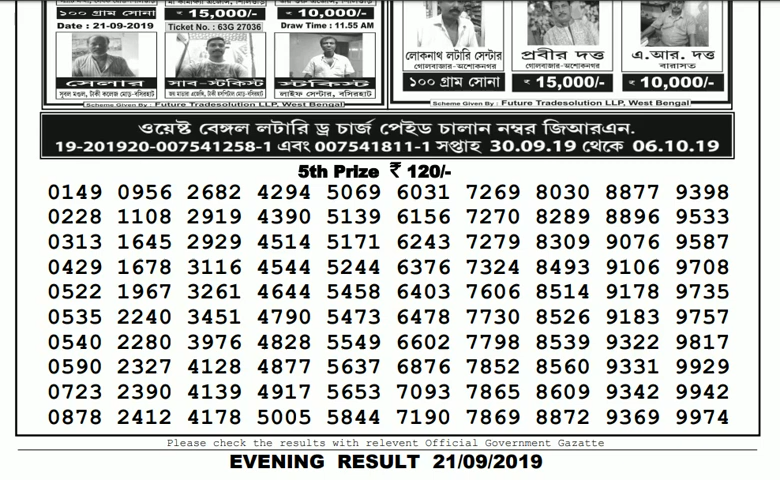 ১০০ গ্রাম সোনা
₹ 15,000/-
₹ 10,000/-
Date : 21-09-2019
Ticket No.: 63G 27036
Draw Time : 11.55 AM
সেলার
সাব-স্টকিস্ট
স্টকিস্ট
লাইফ সেন্টার, বসিরহাট
Scheme Given By : Future Tradesolution LLP, West Bengal
লোকনাথ লটারি সেন্টার
গোলবাজার-অশোকনগর
প্রবীর দত্ত
গোলবাজার-অশোকনগর
এ.আর. দত্ত
বারাসত
১০০ গ্রাম সোনা
₹ 15,000/-
₹ 10,000/-
Scheme Given By : Future Tradesolution LLP, West Bengal
ওয়েষ্ট বেঙ্গল লটারি ড্র চার্জ পেইড চালান নম্বর জিআরএন.
19-201920-007541258-1 এবং 007541811-1 সপ্তাহ 30.09.19 থেকে 06.10.19
5th Prize ₹ 120/-
0149 0956 2682 4294 5069 6031 7269 8030 8877 9398
0228 1108 2919 4390 5139 6156 7270 8289 8896 9533
0313 1645 2929 4514 5171 6243 7279 8309 9076 9587
0429 1678 3116 4544 5244 6376 7324 8493 9106 9708
0522 1967 3261 4644 5458 6403 7606 8514 9178 9735
0535 2240 3451 4790 5473 6478 7730 8526 9183 9757
0540 2280 3976 4828 5549 6602 7798 8539 9322 9817
0590 2327 4128 4877 5637 6876 7852 8560 9331 9929
0723 2390 4139 4917 5653 7093 7865 8609 9342 9942
0878 2412 4178 5005 5844 7190 7869 8872 9369 9974
Please check the results with relevent Official Government Gazatte
EVENING RESULT 21/09/2019